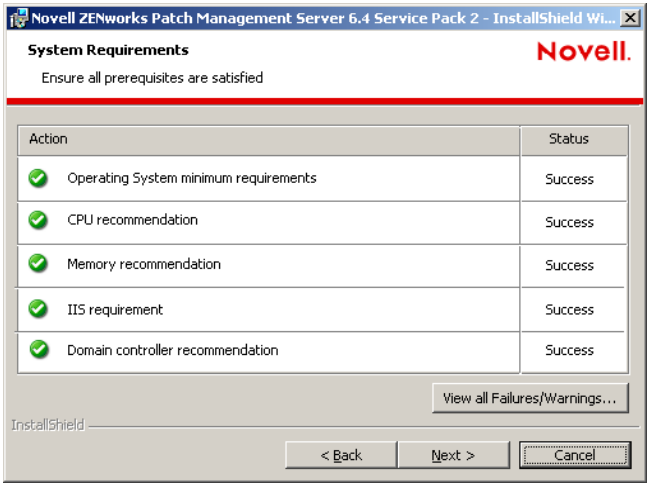 Novell ZENworks Patch Management Server 6.4 Service Pack 2 - InstallShield Wi...
System Requirements
Novell.
Ensure all prerequisites are satisfied
Action Status
Operating System minimum requirements Success
CPU recommendation Success
Memory recommendation Success
IIS requirement Success
Domain controller recommendation Success
View all Failures/Warnings...
InstallShield
< Back Next > Cancel